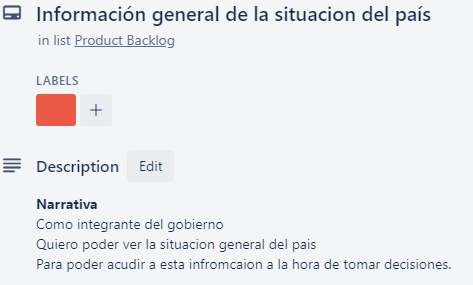 Información general de la situacion del país
in list Product Backlog
LABELS
+
Description Edit
Narrativa
Como integrante del gobierno
Quiero poder ver la situacion general del pais
Para poder acudir a esta infromcaion a la hora de tomar decisiones.